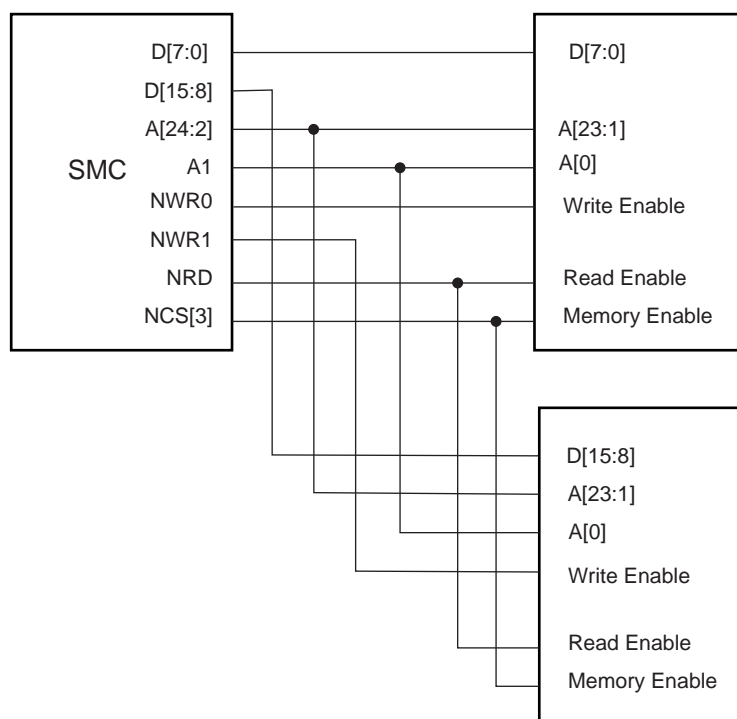 D[7:0]
D[15:8]
A[24:2]
A1
SMC
NWR0
NWR1
NRD
NCS[3]
D[7:0]
A[23:1]
A[0]
Write Enable
Read Enable
Memory Enable
D[15:8]
A[23:1]
A[0]
Write Enable
Read Enable
Memory Enable